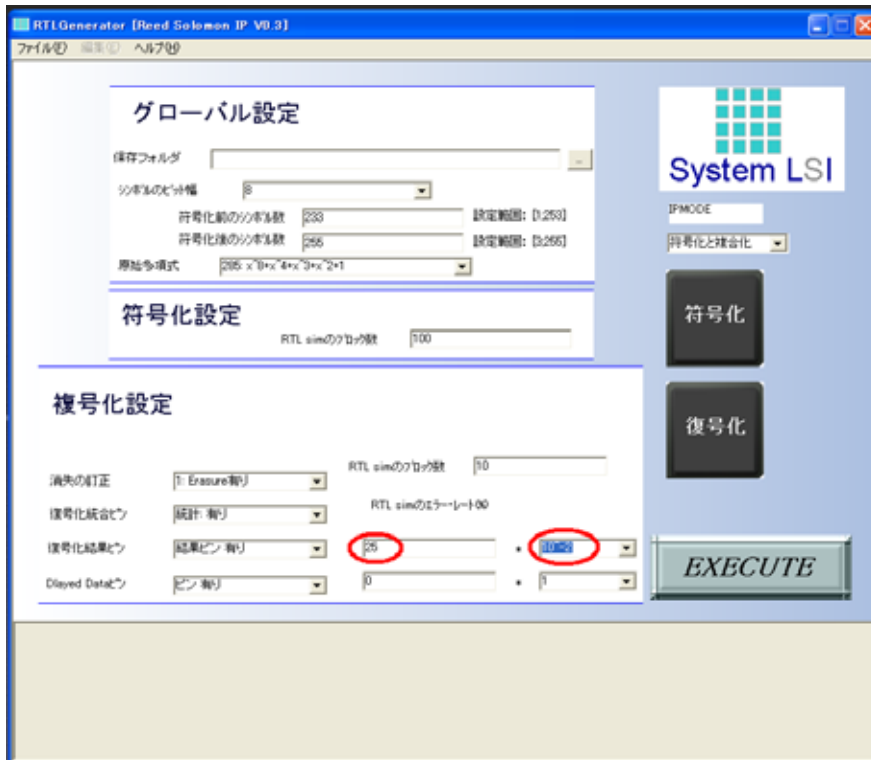 RTLGenerator [Reed Solomon IP V0.3]
ファイル(F) 編集(E) ヘルプ(H)
グローバル設定
保存フォルダ
...
シンボルのビット幅 8
符号化前のシンボル数 233 設定範囲: [1:253]
符号化後のシンボル数 255 設定範囲: [3:255]
原始多項式 285: x^8+x^4+x^3+x^2+1
System LSI
IPMODE
符号化と複合化
符号化設定
RTL simのブロック数 100
符号化
復号化
複号化設定
RTL simのブロック数 10
消失の訂正 1: Erasure有り
RTL simのエラー・レート(%)
復号化統合ピン 統計: 有り
復号化結果ピン 結果ピン 有り 25 * 10^-2
Dlayed Dataピン ピン 有り 0 * 1
EXECUTE